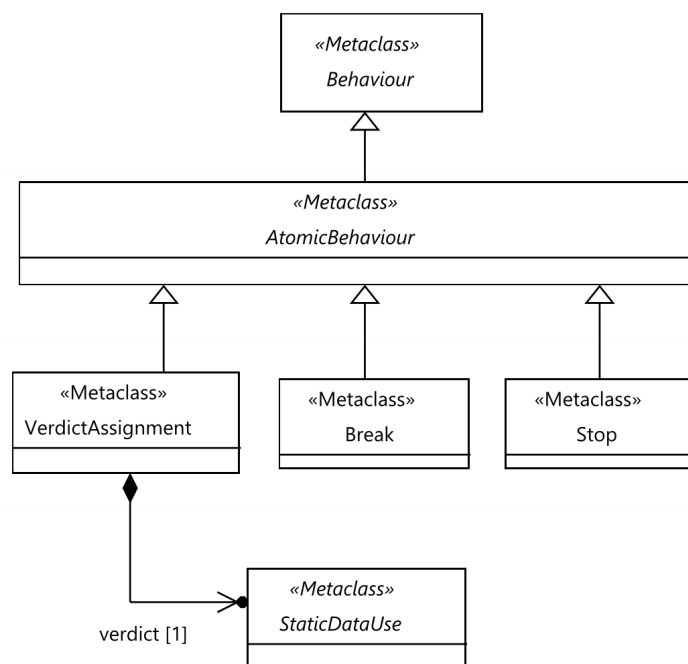 «Metaclass»
Behaviour
«Metaclass»
AtomicBehaviour
«Metaclass»
VerdictAssignment
«Metaclass»
Break
«Metaclass»
Stop
«Metaclass»
StaticDataUse
verdict [1]